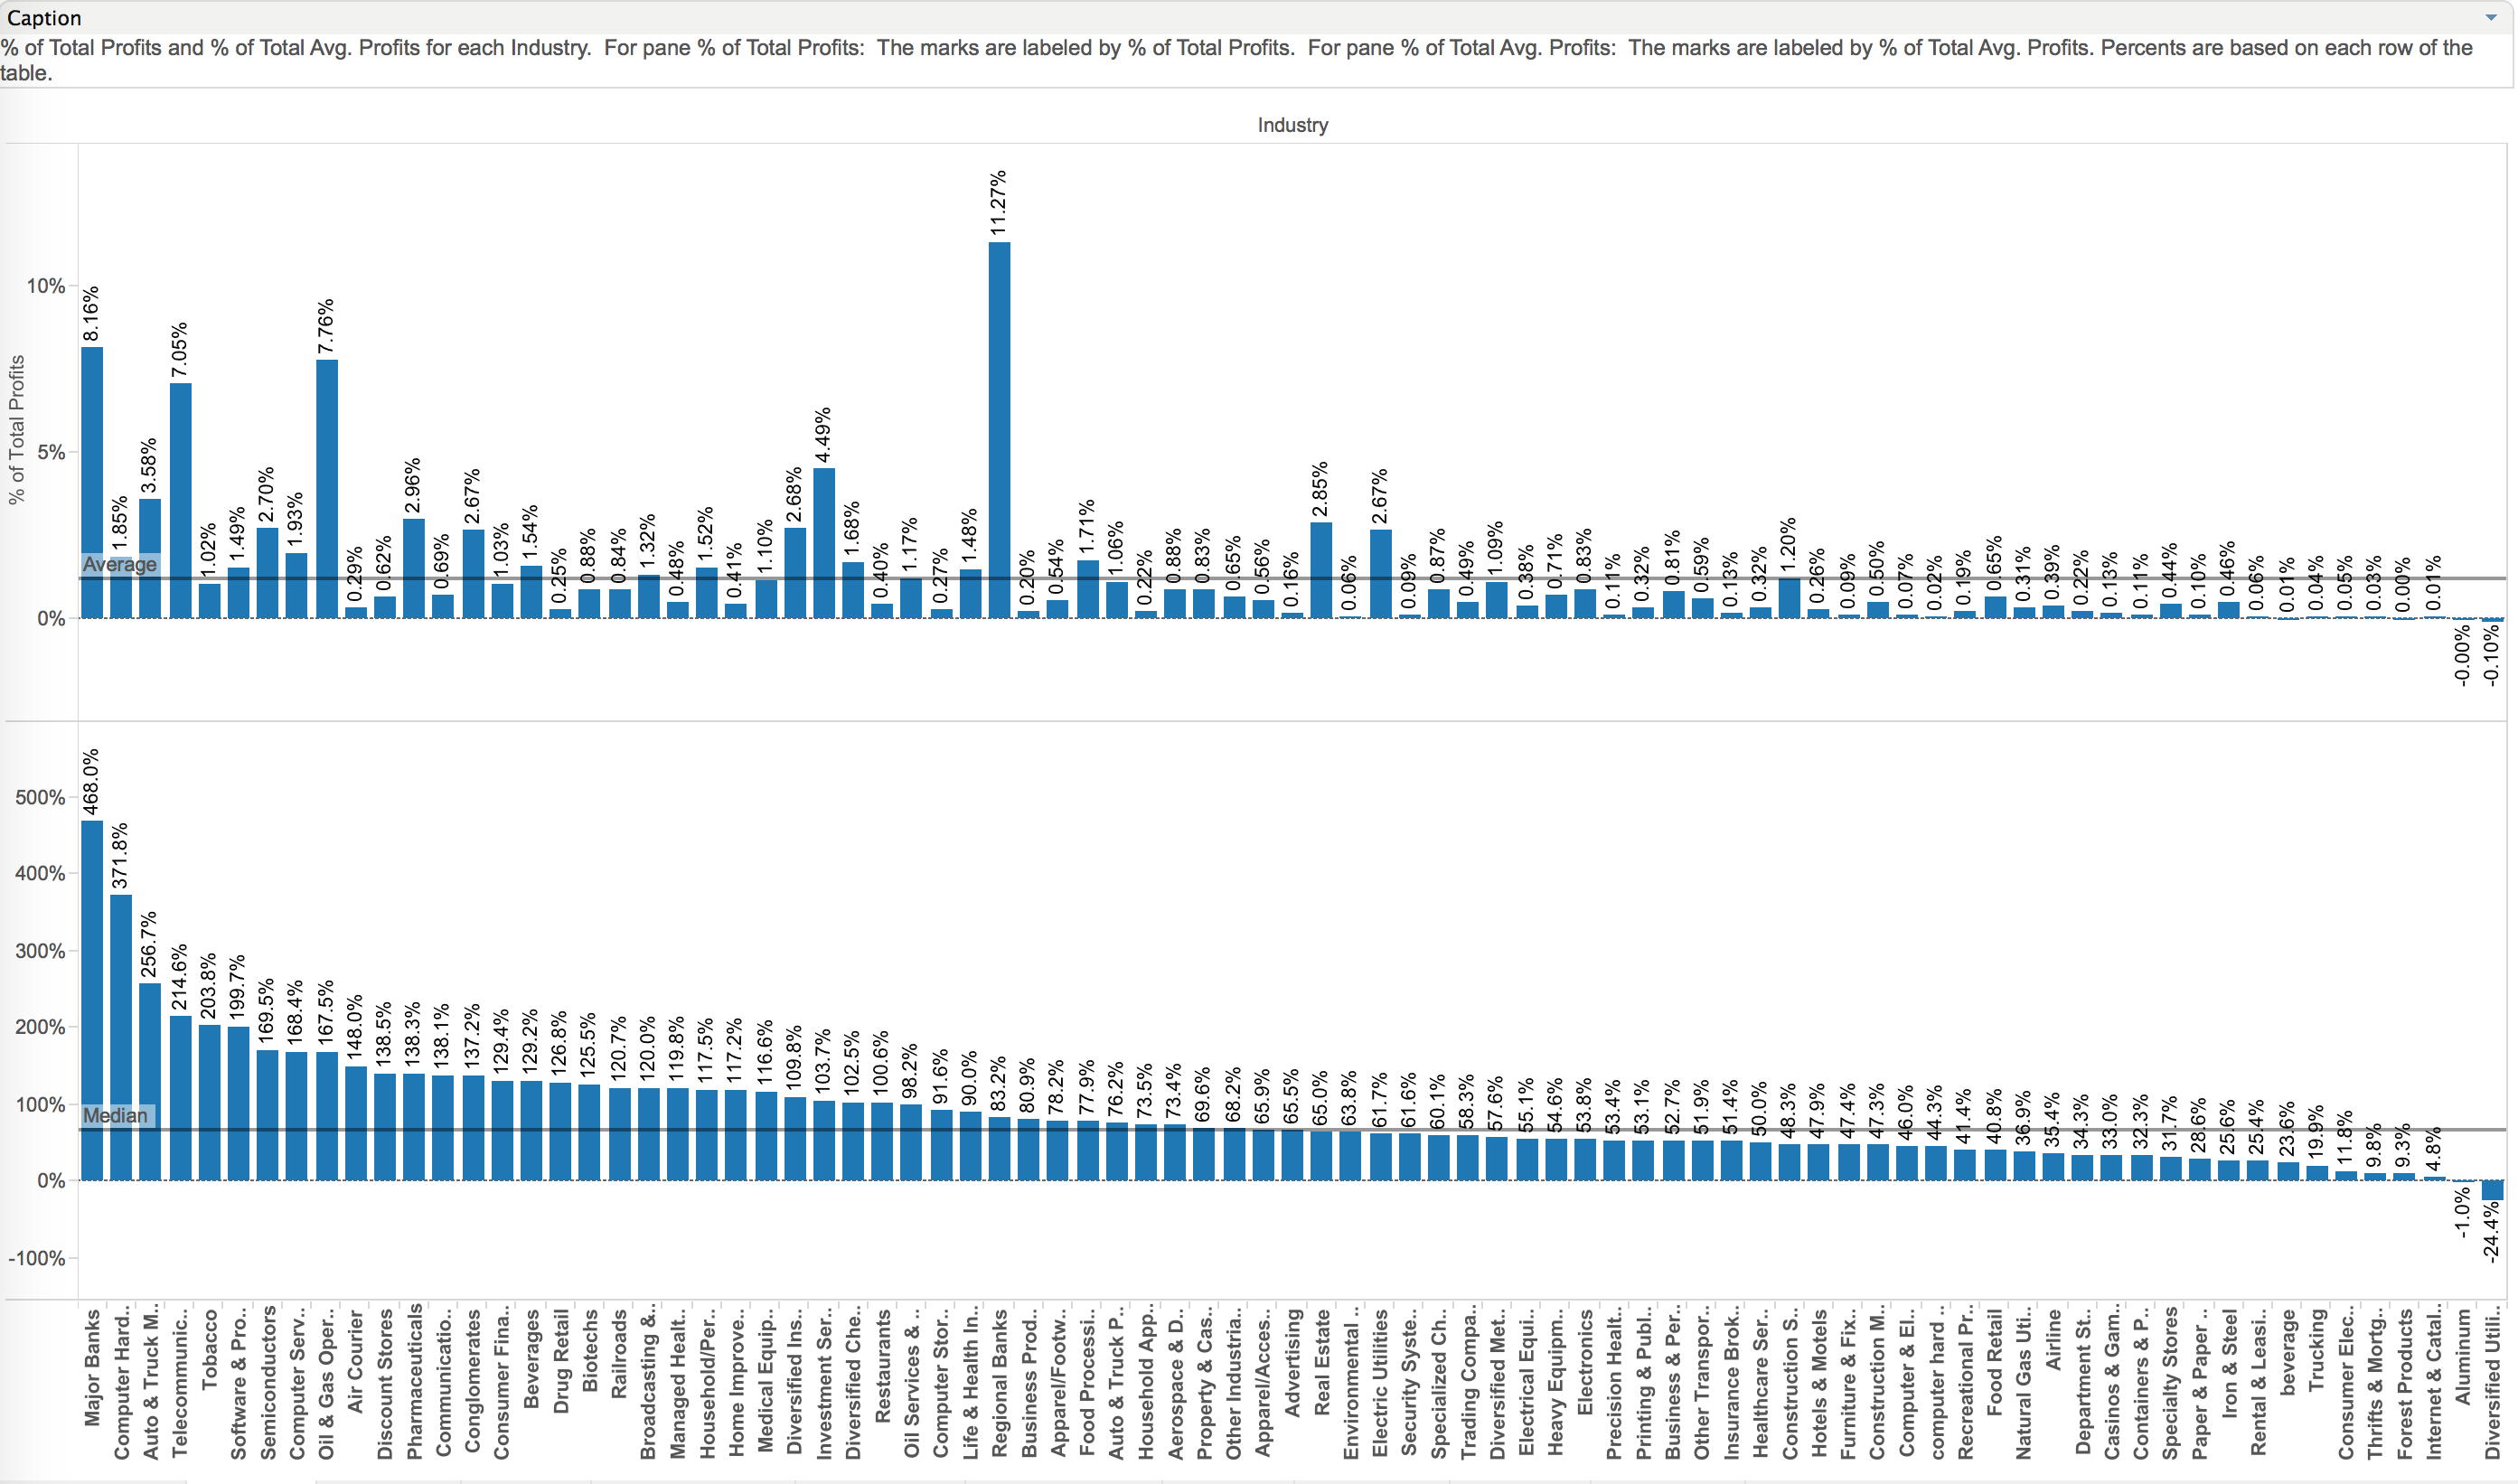 Caption
% of Total Profits and % of Total Avg. Profits for each Industry.  For pane % of Total Profits:  The marks are labeled by % of Total Profits.  For pane % of Total Avg. Profits:  The marks are labeled by % of Total Avg. Profits. Percents are based on each row of the
table.
Industry
% of Total Profits
10%
5%
0%
Average
8.16%
1.85%
3.58%
7.05%
1.02%
1.49%
2.70%
1.93%
7.76%
0.29%
0.62%
2.96%
0.69%
2.67%
1.03%
1.54%
0.25%
0.88%
0.84%
1.32%
0.48%
1.52%
0.41%
1.10%
2.68%
4.49%
1.68%
0.40%
1.17%
0.27%
1.48%
11.27%
0.20%
0.54%
1.71%
1.06%
0.22%
0.88%
0.83%
0.65%
0.56%
0.16%
2.85%
0.06%
2.67%
0.09%
0.87%
0.49%
1.09%
0.38%
0.71%
0.83%
0.11%
0.32%
0.81%
0.59%
0.13%
0.32%
1.20%
0.26%
0.09%
0.50%
0.07%
0.02%
0.19%
0.65%
0.31%
0.39%
0.22%
0.13%
0.11%
0.44%
0.10%
0.46%
0.06%
0.01%
0.04%
0.05%
0.03%
0.00%
0.01%
-0.00%
-0.10%
500%
400%
300%
200%
100%
0%
-100%
Median
468.0%
371.8%
256.7%
214.6%
203.8%
199.7%
169.5%
168.4%
167.5%
148.0%
138.5%
138.3%
138.1%
137.2%
129.4%
129.2%
126.8%
125.5%
120.7%
120.0%
119.8%
117.5%
117.2%
116.6%
109.8%
103.7%
102.5%
100.6%
98.2%
91.6%
90.0%
83.2%
80.9%
78.2%
77.9%
76.2%
73.5%
73.4%
69.6%
68.2%
65.9%
65.5%
65.0%
63.8%
61.7%
61.6%
60.1%
58.3%
57.6%
55.1%
54.6%
53.8%
53.4%
53.1%
52.7%
51.9%
51.4%
50.0%
48.3%
47.9%
47.4%
47.3%
46.0%
44.3%
41.4%
40.8%
36.9%
35.4%
34.3%
33.0%
32.3%
31.7%
28.6%
25.6%
25.4%
23.6%
19.9%
11.8%
9.8%
9.3%
4.8%
-1.0%
-24.4%
Major Banks
Computer Hard..
Auto & Truck M..
Telecommunic..
Tobacco
Software & Pro..
Semiconductors
Computer Serv..
Oil & Gas Oper..
Air Courier
Discount Stores
Pharmaceuticals
Communicatio..
Conglomerates
Consumer Fina..
Beverages
Drug Retail
Biotechs
Railroads
Broadcasting &..
Managed Healt..
Household/Per..
Home Improve..
Medical Equip..
Diversified Ins..
Investment Ser..
Diversified Che..
Restaurants
Oil Services & ..
Computer Stor..
Life & Health In..
Regional Banks
Business Prod..
Apparel/Footw..
Food Processi..
Auto & Truck P..
Household App..
Aerospace & D..
Property & Cas..
Other Industria..
Apparel/Acces..
Advertising
Real Estate
Environmental ..
Electric Utilities
Security Syste..
Specialized Ch..
Trading Compa..
Diversified Met..
Electrical Equi..
Heavy Equipm..
Electronics
Precision Healt..
Printing & Publ..
Business & Per..
Other Transpor..
Insurance Brok..
Healthcare Ser..
Construction S..
Hotels & Motels
Furniture & Fix..
Construction M..
Computer & El..
computer hard ..
Recreational Pr..
Food Retail
Natural Gas Uti..
Airline
Department St..
Casinos & Gam..
Containers & P..
Specialty Stores
Paper & Paper ..
Iron & Steel
Rental & Leasi..
beverage
Trucking
Consumer Elec..
Thrifts & Mortg..
Forest Products
Internet & Catal..
Aluminum
Diversified Utili..